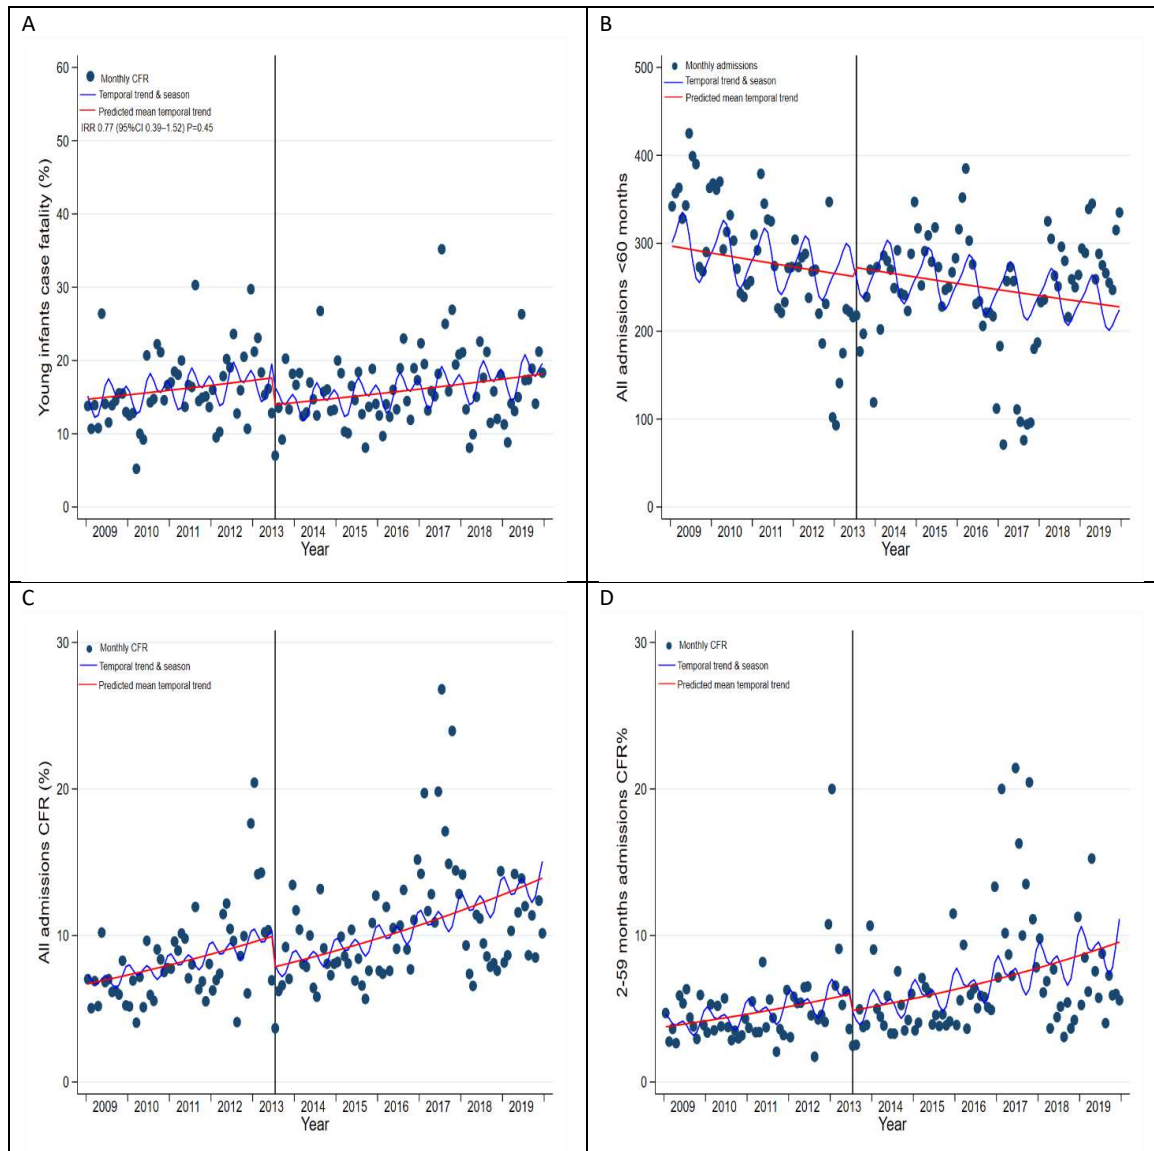 A
Monthly CFR
Temporal trend & season
Predicted mean temporal trend
IRR 0.77 (95%CI 0.39–1.52) P=0.45
Young infants case fatality (%)
60
50
40
30
20
10
0
2009 2010 2011 2012 2013 2014 2015 2016 2017 2018 2019
Year
B
Monthly admissions
Temporal trend & season
Predicted mean temporal trend
All admissions <60 months
500
400
300
200
100
0
2009 2010 2011 2012 2013 2014 2015 2016 2017 2018 2019
Year
C
Monthly CFR
Temporal trend & season
Predicted mean temporal trend
All admissions CFR (%)
30
20
10
0
2009 2010 2011 2012 2013 2014 2015 2016 2017 2018 2019
Year
D
Monthly CFR
Temporal trend & season
Predicted mean temporal trend
2-59 months admissions CFR%
30
20
10
0
2009 2010 2011 2012 2013 2014 2015 2016 2017 2018 2019
Year